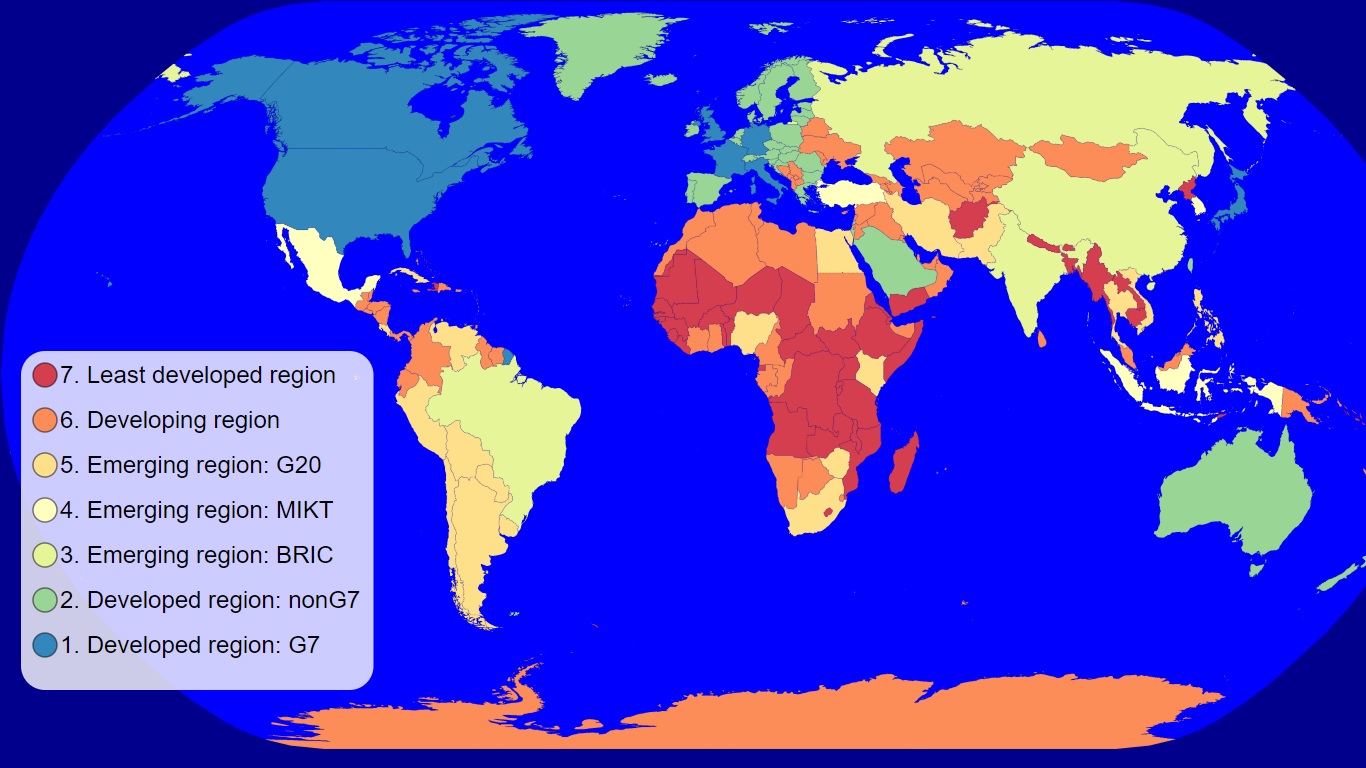 7. Least developed region
6. Developing region
5. Emerging region: G20
4. Emerging region: MIKT
3. Emerging region: BRIC
2. Developed region: nonG7
1. Developed region: G7